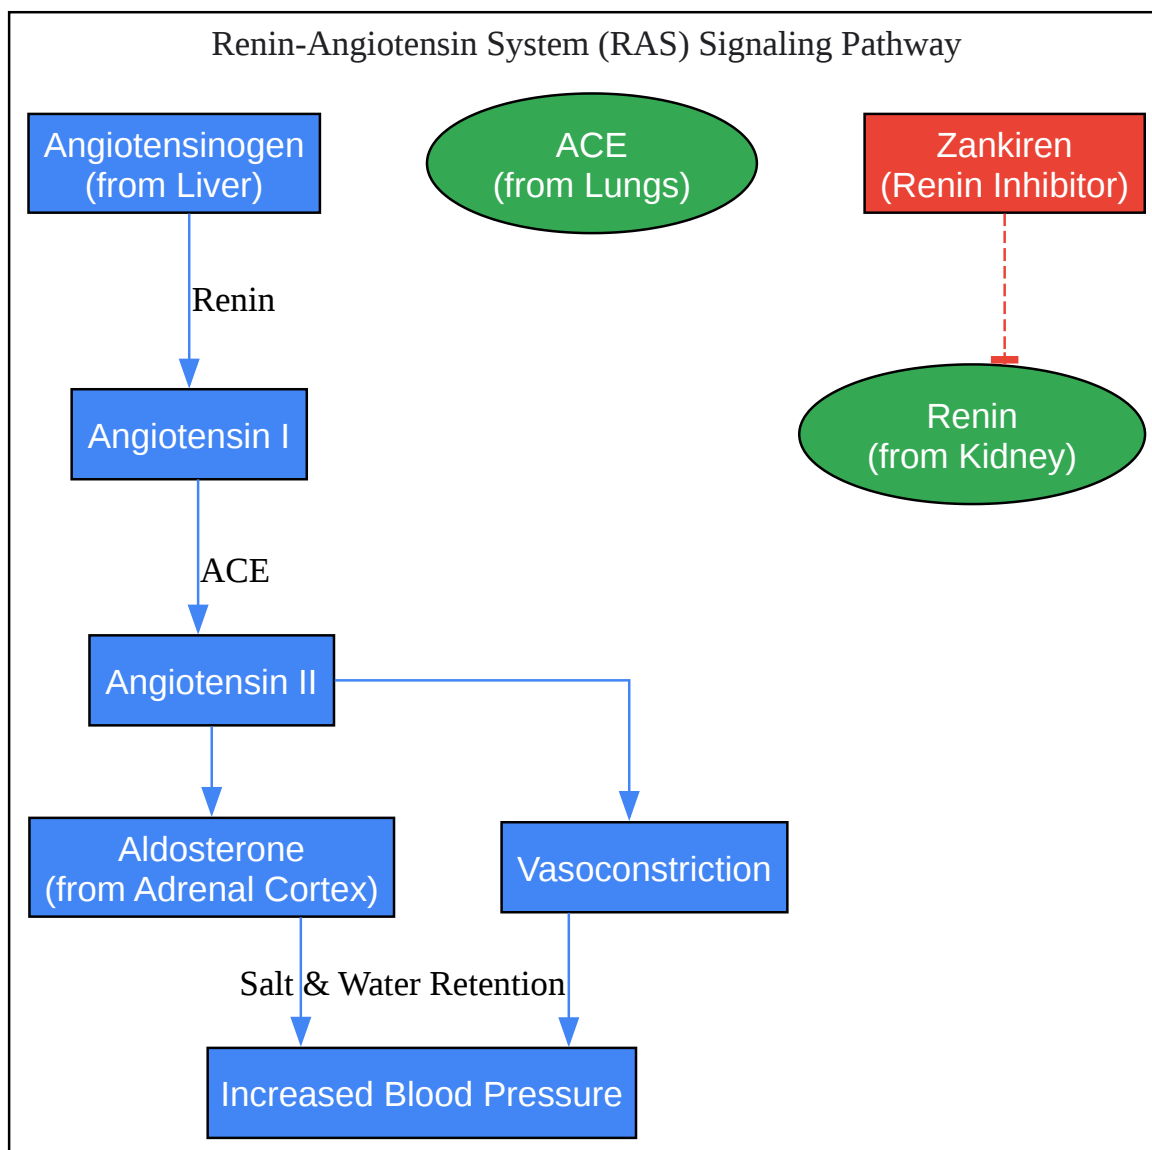 Renin-Angiotensin System (RAS) Signaling Pathway
Angiotensinogen
(from Liver)
ACE
(from Lungs)
Zankiren
(Renin Inhibitor)
Renin
Renin
(from Kidney)
Angiotensin I
ACE
Angiotensin II
Aldosterone
(from Adrenal Cortex)
Vasoconstriction
Salt & Water Retention
Increased Blood Pressure